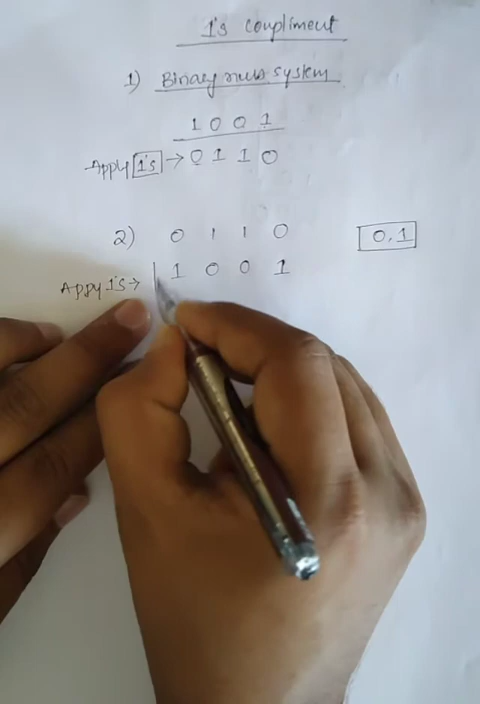 1's Coupliment
1) Binary num system
1 0 0 1
Apply 1's → 0 1 1 0
2) 0 1 1 0
0.1
Appy 1's → 1 0 0 1